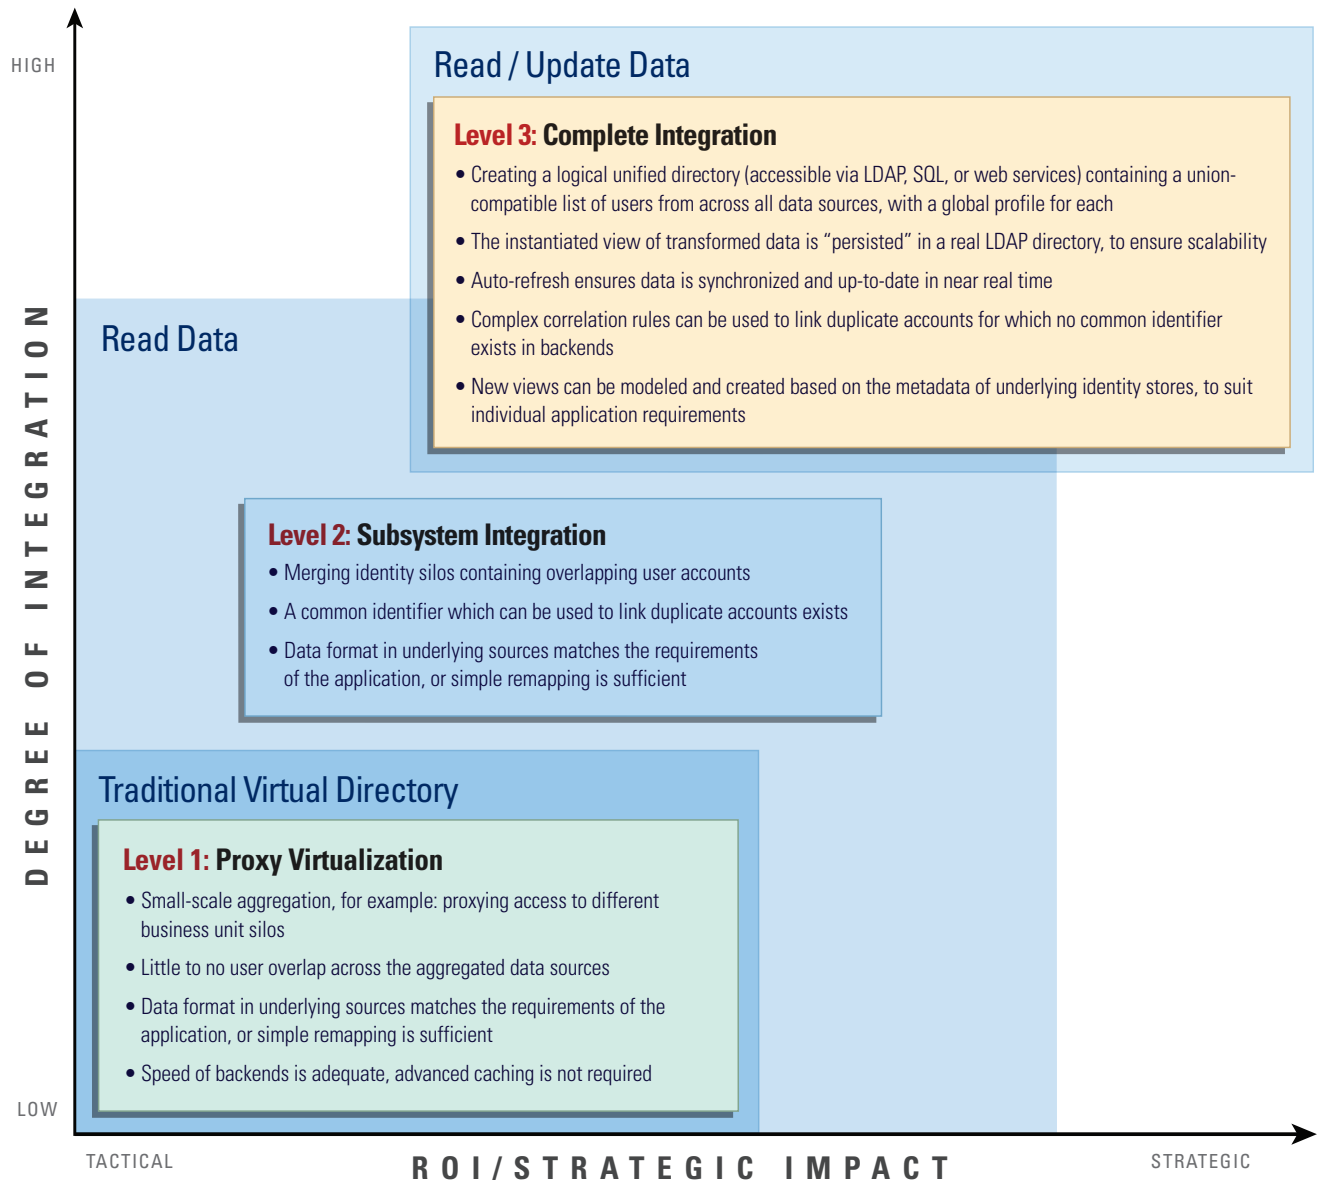 HIGH
Read / Update Data
Level 3: Complete Integration
• Creating a logical unified directory (accessible via LDAP, SQL, or web services) containing a union-
compatible list of users from across all data sources, with a global profile for each
• The instantiated view of transformed data is “persisted” in a real LDAP directory, to ensure scalability
• Auto-refresh ensures data is synchronized and up-to-date in near real time
• Complex correlation rules can be used to link duplicate accounts for which no common identifier
exists in backends
• New views can be modeled and created based on the metadata of underlying identity stores, to suit
individual application requirements
Read Data
DEGREE OF INTEGRATION
Level 2: Subsystem Integration
• Merging identity silos containing overlapping user accounts
• A common identifier which can be used to link duplicate accounts exists
• Data format in underlying sources matches the requirements
of the application, or simple remapping is sufficient
Traditional Virtual Directory
Level 1: Proxy Virtualization
• Small-scale aggregation, for example: proxying access to different
business unit silos
• Little to no user overlap across the aggregated data sources
• Data format in underlying sources matches the requirements of the
application, or simple remapping is sufficient
• Speed of backends is adequate, advanced caching is not required
LOW
TACTICAL
ROI/STRATEGIC IMPACT
STRATEGIC